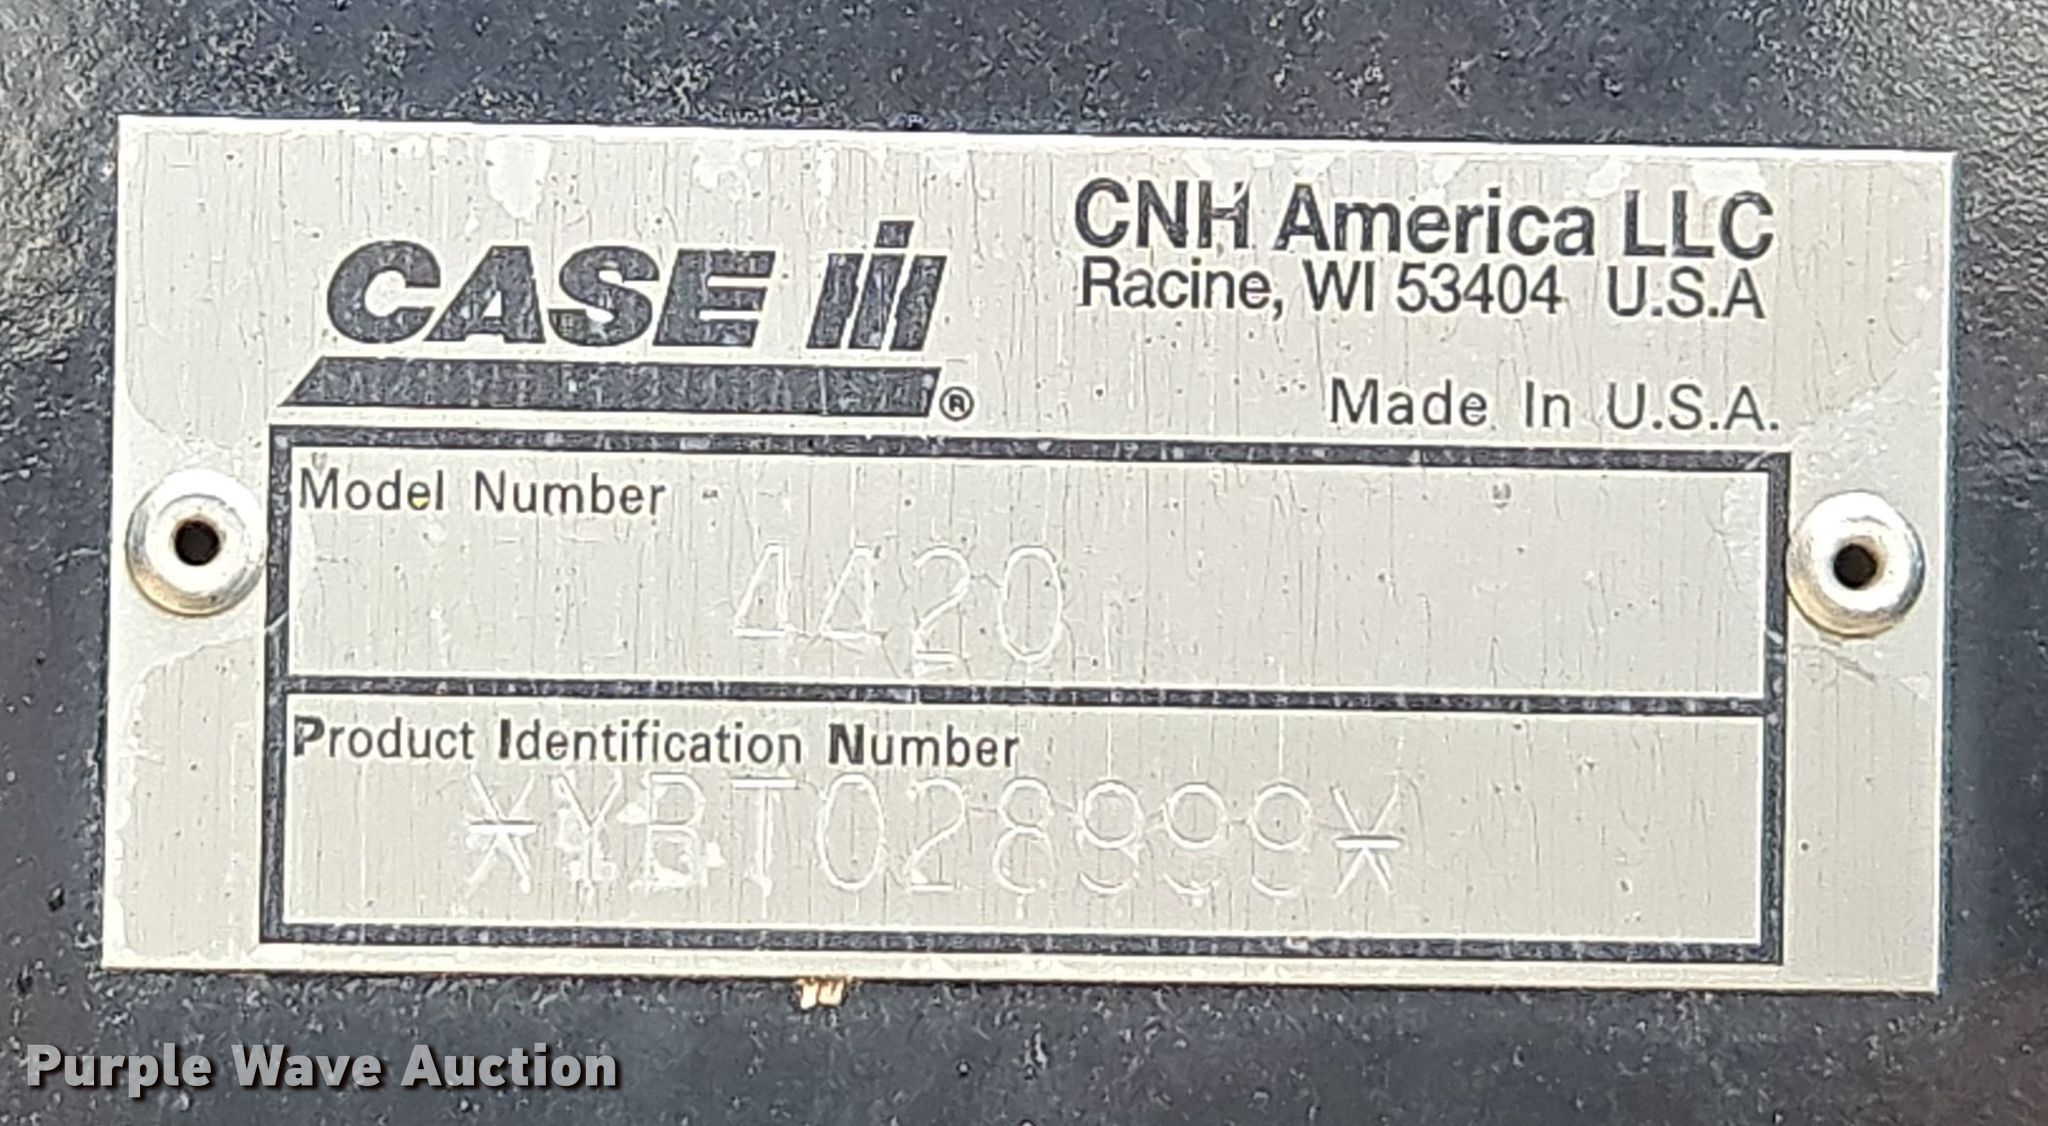 CASE IH®
CNH America LLC
Racine, WI 53404 U.S.A
Made In U.S.A.
Model Number
4420
Product Identification Number
*YBT028999*
Purple Wave Auction